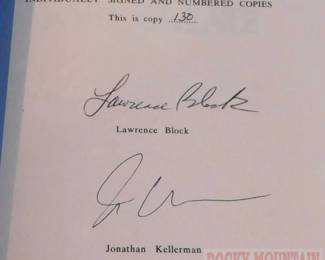 INDIVIDUALLY SIGNED AND NUMBERED COPIES
This is copy 130
Lawrence Block
Lawrence Block
Jonathan Kellerman
ROCKY MOUNTAIN